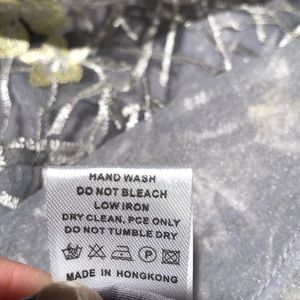 HAND WASH
DO NOT BLEACH
LOW IRON
DRY CLEAN, PCE ONLY
DO NOT TUMBLE DRY
MADE IN HONGKONG